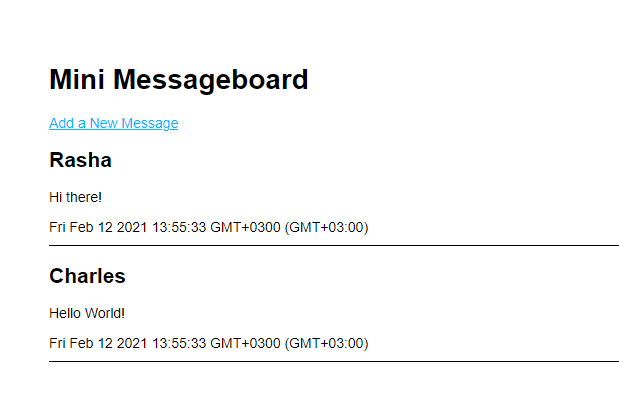 Mini Messageboard
Add a New Message
Rasha
Hi there!
Fri Feb 12 2021 13:55:33 GMT+0300 (GMT+03:00)
Charles
Hello World!
Fri Feb 12 2021 13:55:33 GMT+0300 (GMT+03:00)